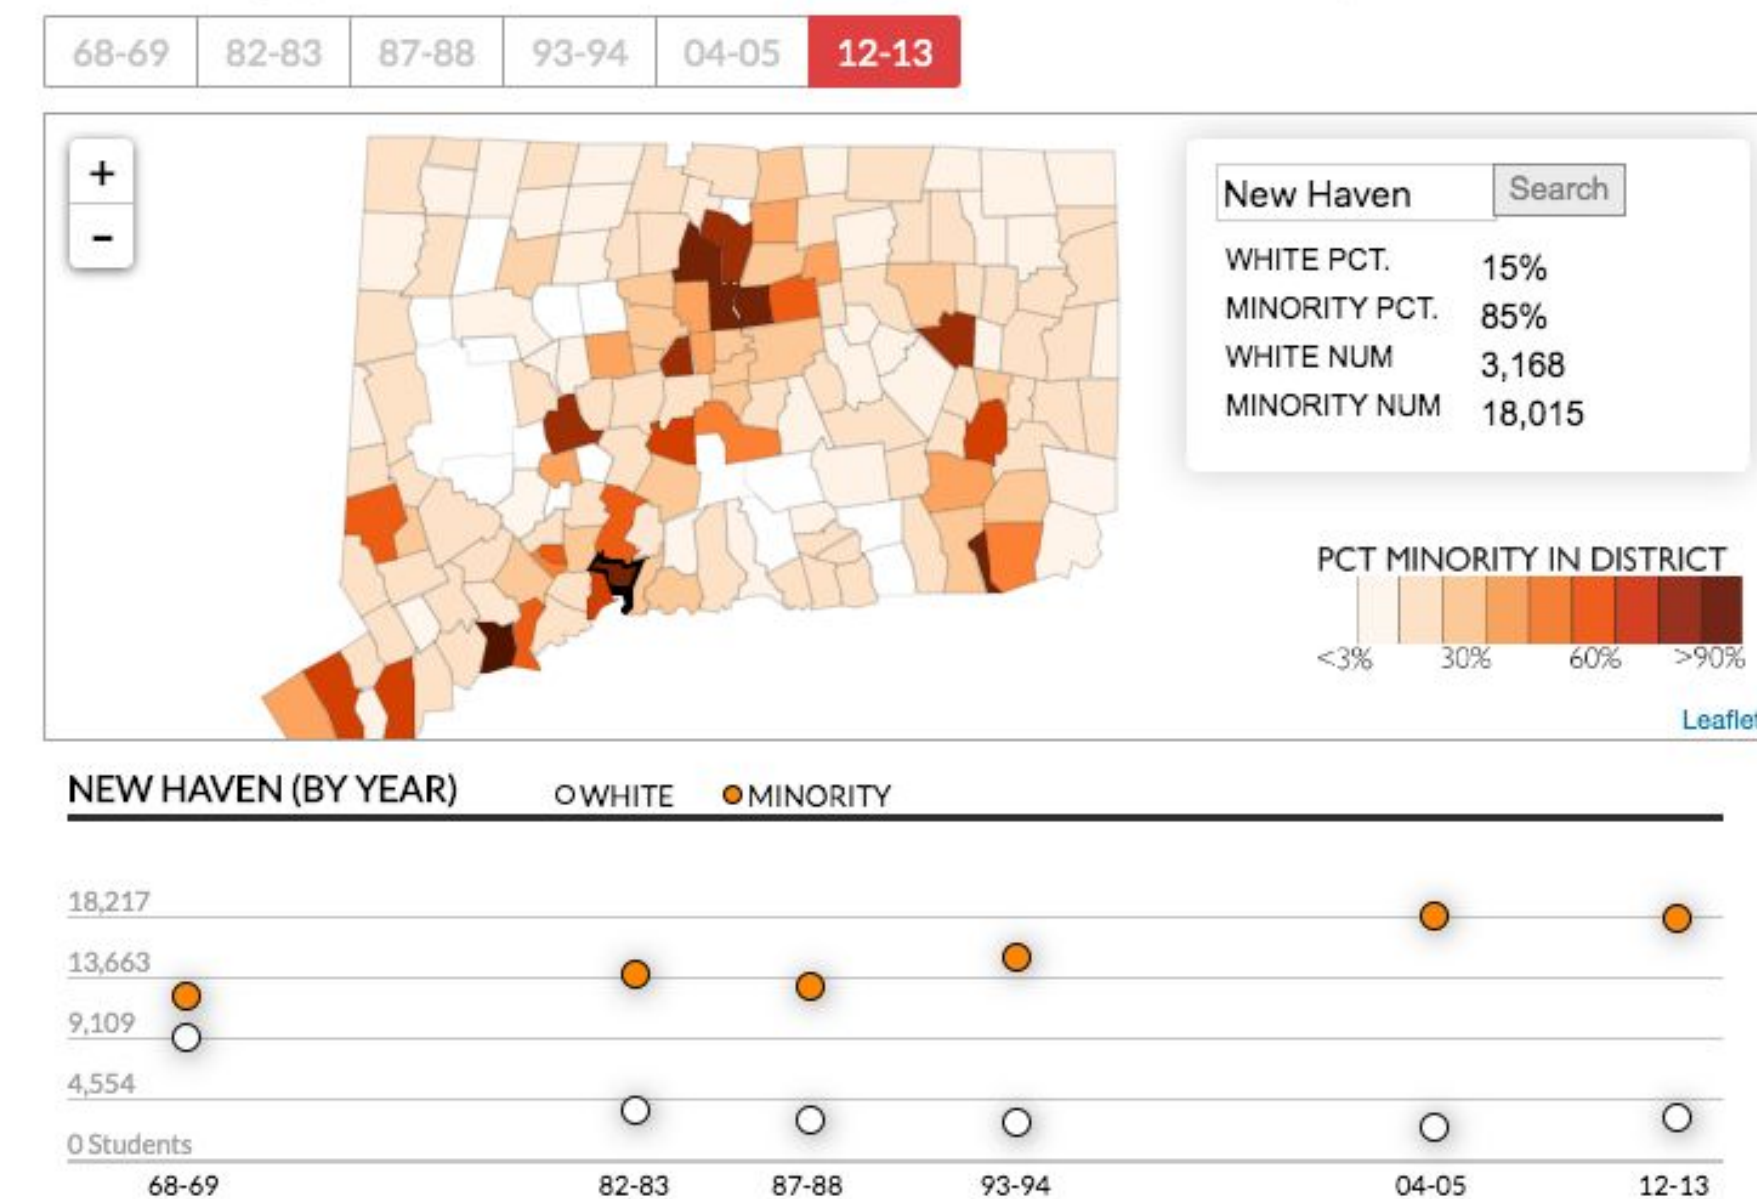 68-69 82-83 87-88 93-94 04-05 12-13
+
-
New Haven Search
WHITE PCT. 15%
MINORITY PCT. 85%
WHITE NUM 3,168
MINORITY NUM 18,015
PCT MINORITY IN DISTRICT
<3% 30% 60% >90%
NEW HAVEN (BY YEAR) WHITE MINORITY
18,217
13,663
9,109
4,554
0 Students
68-69 82-83 87-88 93-94 04-05 12-13